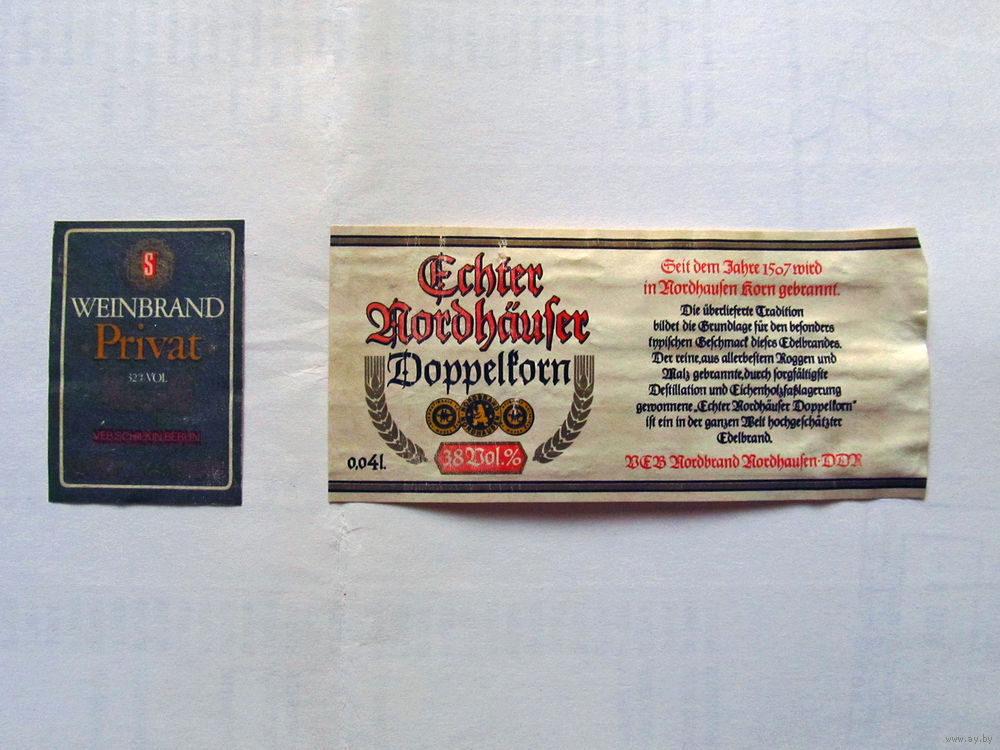 S
WEINBRAND
Privat
32% VOL
VEB SCHILKIN, BERLIN
Echter
Nordhäuſer
Doppelkorn
38 Vol.%
0,04 l.
Seit dem Jahre 1507 wird
in Nordhauſen Korn gebrannt.
Die überlieferte Tradition
bildet die Grundlage für den beſonders
typiſchen Geſchmack dieſes Edelbrandes.
Der reine, aus allerbeſtem Roggen und
Malz gebrannte, durch ſorgfältigſte
Deſtillation und Eichenholzfaßlagerung
gewonnene „Echter Nordhäuſer Doppelkorn“
iſt ein in der ganzen Welt hochgeſchätzter
Edelbrand.
VEB Nordbrand Nordhauſen·DDR
www.ay.by